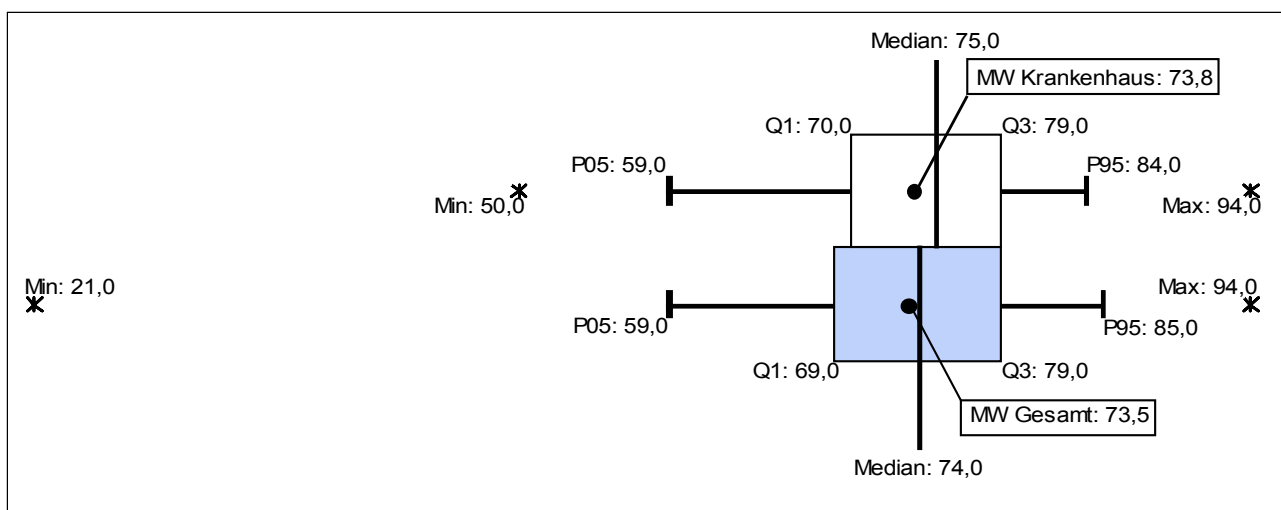 Median: 75,0
MW Krankenhaus: 73,8
Q1: 70,0
Q3: 79,0
P05: 59,0
P95: 84,0
Min: 50,0
Max: 94,0
Min: 21,0
Max: 94,0
P05: 59,0
P95: 85,0
Q1: 69,0
Q3: 79,0
MW Gesamt: 73,5
Median: 74,0